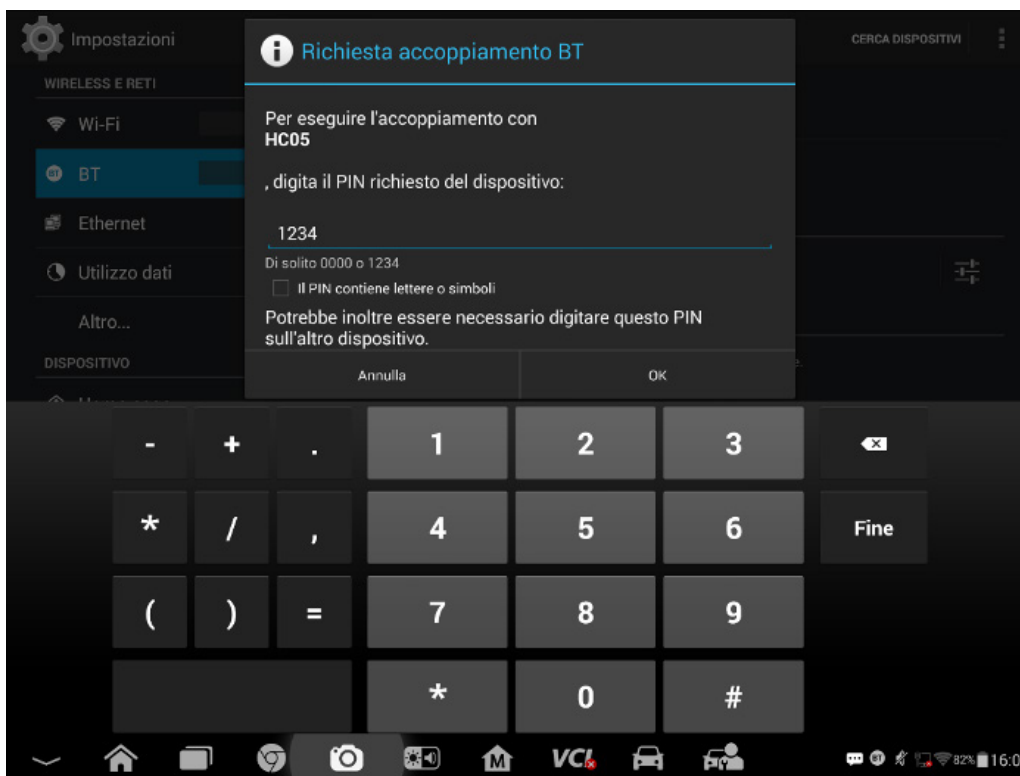 Impostazioni
Richiesta accoppiamento BT
CERCA DISPOSITIVI
WIRELESS E RETI
Wi-Fi
BT
Ethernet
Utilizzo dati
Altro...
DISPOSITIVO
Per eseguire l'accoppiamento con
HC05
, digita il PIN richiesto del dispositivo:
1234
Di solito 0000 o 1234
Il PIN contiene lettere o simboli
Potrebbe inoltre essere necessario digitare questo PIN
sull'altro dispositivo.
Annulla OK
- + . 1 2 3
* / , 4 5 6 Fine
( ) = 7 8 9
* 0 #
M VCI 82% 16:0